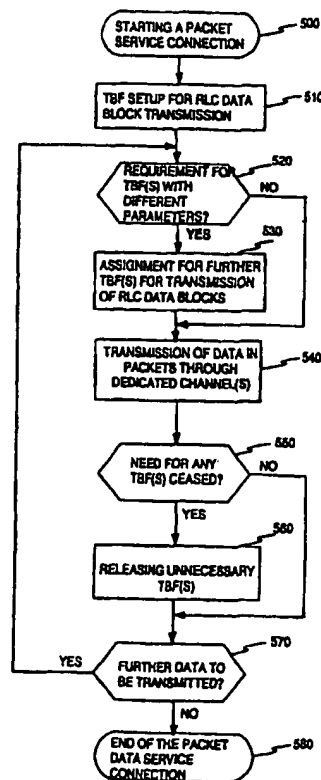 STARTING A PACKET
SERVICE CONNECTION
500
TBF SETUP FOR RLC DATA
BLOCK TRANSMISSION
510
520
REQUIREMENT FOR
TBF(S) WITH
DIFFERENT
PARAMETERS?
NO
YES
530
ASSIGNMENT FOR FURTHER
TBF(S) FOR TRANSMISSION
OF RLC DATA BLOCKS
TRANSMISSION OF DATA IN
PACKETS THROUGH
DEDICATED CHANNEL(S)
540
550
NEED FOR ANY
TBF(S) CEASED?
NO
YES
560
RELEASING UNNECESSARY
TBF(S)
570
YES
FURTHER DATA TO
BE TRANSMITTED?
NO
580
END OF THE PACKET
DATA SERVICE
CONNECTION